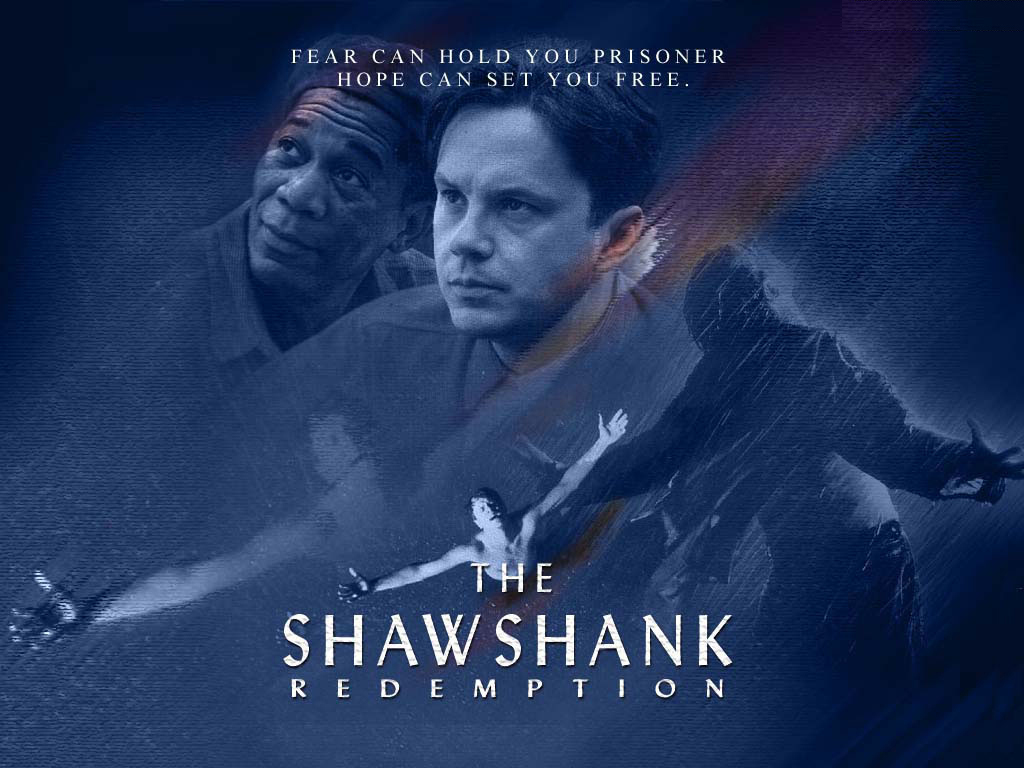 FEAR CAN HOLD YOU PRISONER
HOPE CAN SET YOU FREE.
THE
SHAWSHANK
REDEMPTION